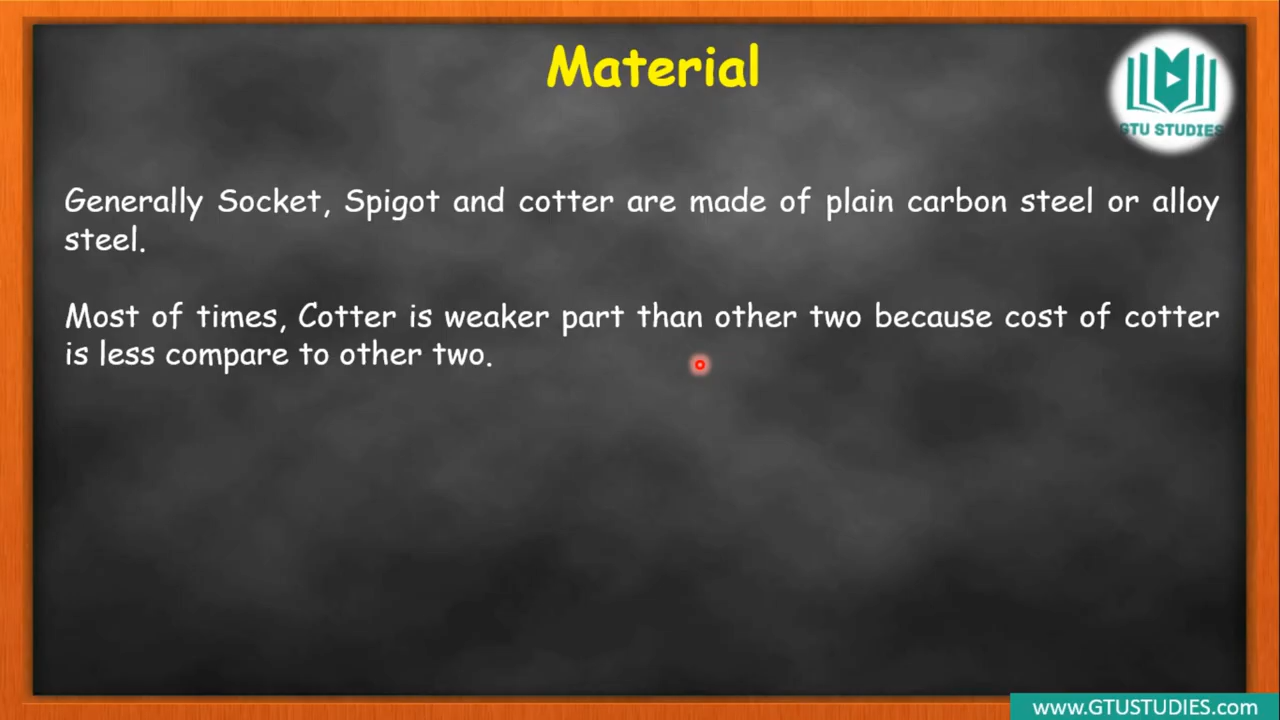 Material
GTU STUDIES
Generally Socket, Spigot and cotter are made of plain carbon steel or alloy
steel.
Most of times, Cotter is weaker part than other two because cost of cotter
is less compare to other two.
www.GTUSTUDIES.com